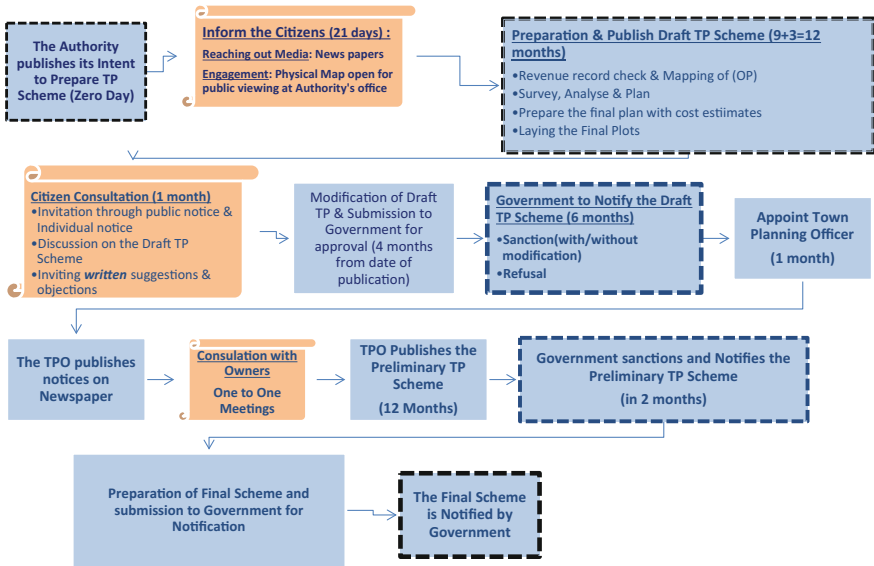 The Authority
publishes its Intent
to Prepare TP
Scheme (Zero Day)
Inform the Citizens (21 days) :
Reaching out Media: News papers
Engagement: Physical Map open for
public viewing at Authority's office
Preparation & Publish Draft TP Scheme (9+3=12
months)
•Revenue record check & Mapping of (OP)
•Survey, Analyse & Plan
•Prepare the final plan with cost estiimates
•Laying the Final Plots
Citizen Consultation (1 month)
•Invitation through public notice &
Individual notice
•Discussion on the Draft TP
Scheme
•Inviting written suggestions &
objections
Modification of Draft
TP & Submission to
Government for
approval (4 months
from date of
publication)
Government to Notify the Draft
TP Scheme (6 months)
•Sanction(with/without
modification)
•Refusal
Appoint Town
Planning Officer
(1 month)
The TPO publishes
notices on
Newspaper
Consulation with
Owners
One to One
Meetings
TPO Publishes the
Preliminary TP
Scheme
(12 Months)
Government sanctions and Notifies the
Preliminary TP Scheme
(in 2 months)
Preparation of Final Scheme and
submission to Government for
Notification
The Final Scheme
is Notified by
Government